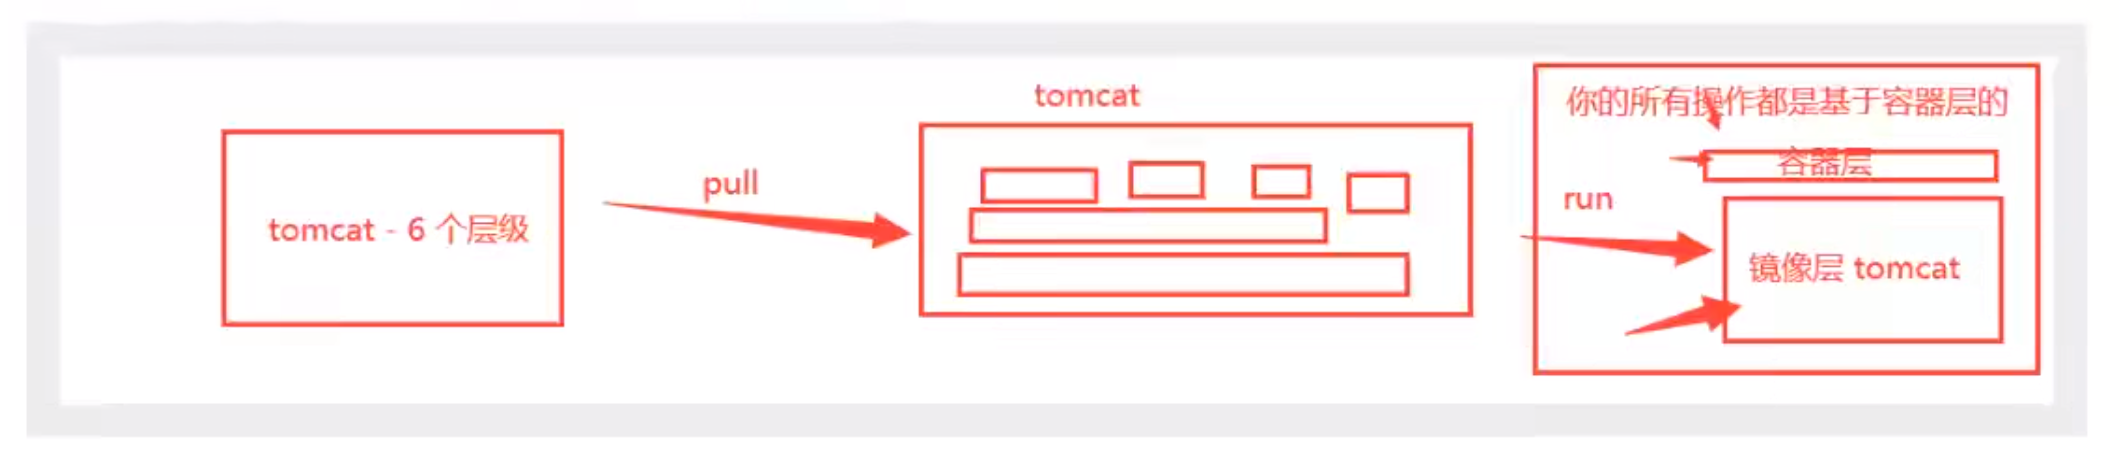 tomcat - 6 个层级
pull
tomcat
run
你的所有操作都是基于容器层的
容器层
镜像层 tomcat